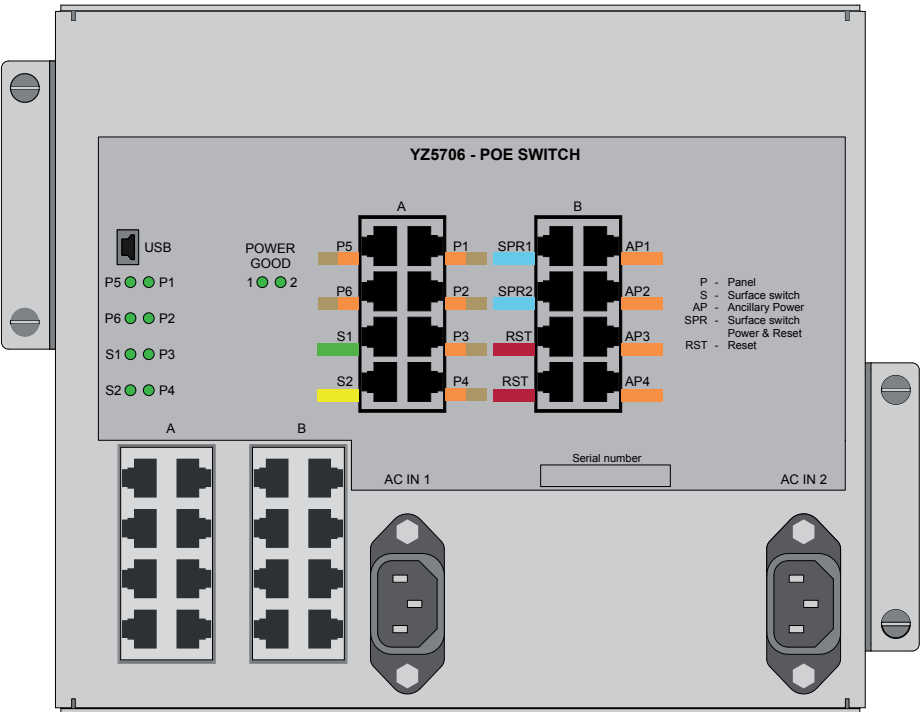 YZ5706 - POE SWITCH
A
B
USB
POWER
GOOD
1 2
P5 P1
P6 P2
S1 P3
S2 P4
P5 P1 SPR1 AP1
P6 P2 SPR2 AP2
S1 P3 RST AP3
S2 P4 RST AP4
P - Panel
S - Surface switch
AP - Ancillary Power
SPR - Surface switch
Power & Reset
RST - Reset
A
B
Serial number
AC IN 1
AC IN 2